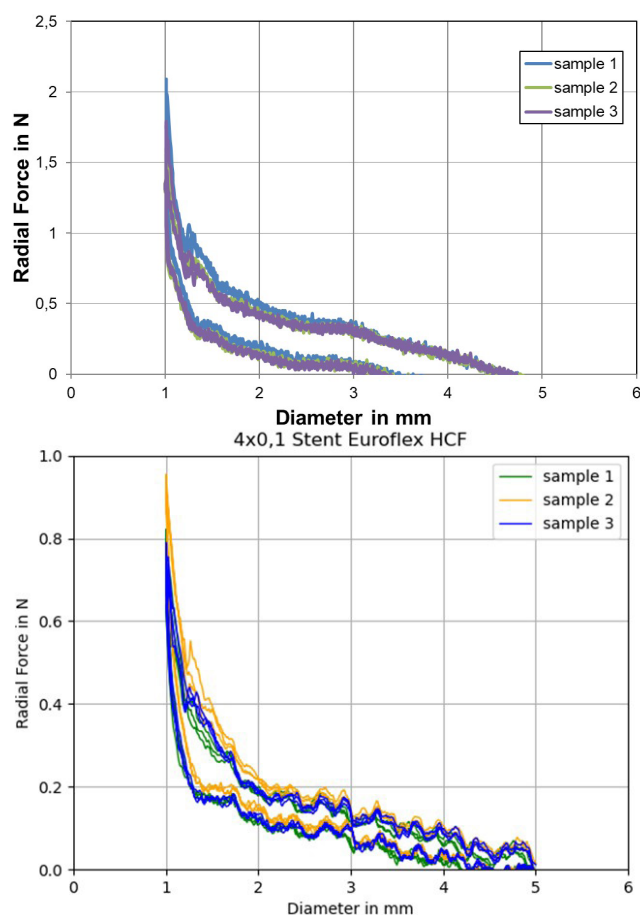 2,5
2
1,5
1
0,5
0
Radial Force in N
sample 1
sample 2
sample 3
0 1 2 3 4 5 6
Diameter in mm
4x0,1 Stent Euroflex HCF
1.0
0.8
0.6
0.4
0.2
0.0
Radial Force in N
sample 1
sample 2
sample 3
0 1 2 3 4 5 6
Diameter in mm